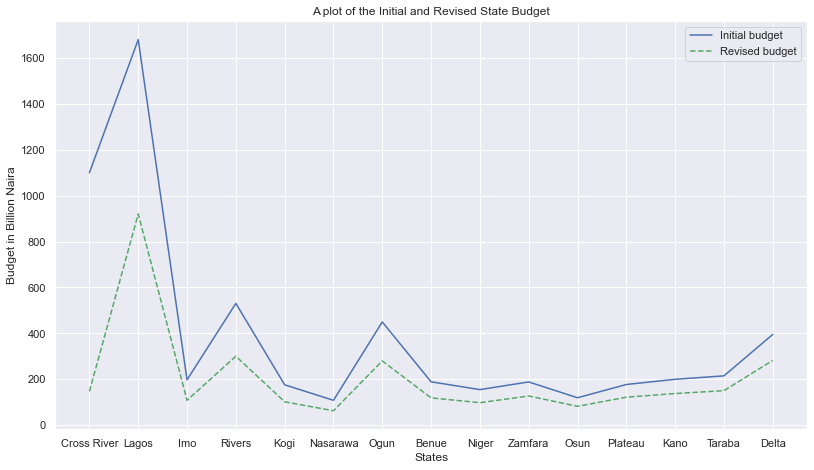 A plot of the Initial and Revised State Budget
Initial budget
Revised budget
1600
1400
1200
1000
800
600
400
200
0
Budget in Billion Naira
Cross River Lagos Imo Rivers Kogi Nasarawa Ogun Benue Niger Zamfara Osun Plateau Kano Taraba Delta
States